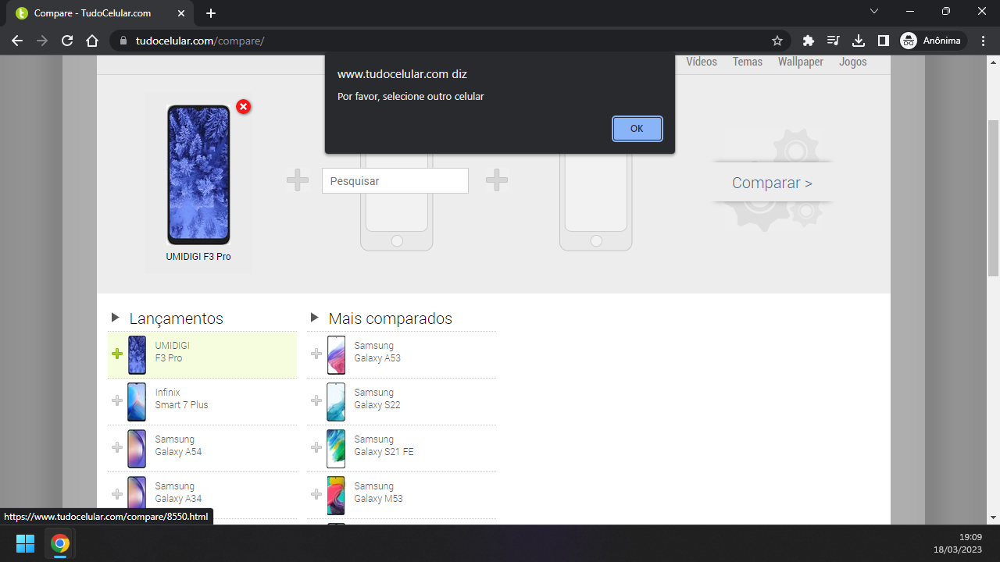 Compare - TudoCelular.com
tudocelular.com/compare/
Anônima
Vídeos Temas Wallpaper Jogos
www.tudocelular.com diz
Por favor, selecione outro celular
OK
Pesquisar
Comparar >
UMIDIGI F3 Pro
Lançamentos
UMIDIGI
F3 Pro
Infinix
Smart 7 Plus
Samsung
Galaxy A54
Samsung
Galaxy A34
Mais comparados
Samsung
Galaxy A53
Samsung
Galaxy S22
Samsung
Galaxy S21 FE
Samsung
Galaxy M53
https://www.tudocelular.com/compare/8550.html
19:09
18/03/2023